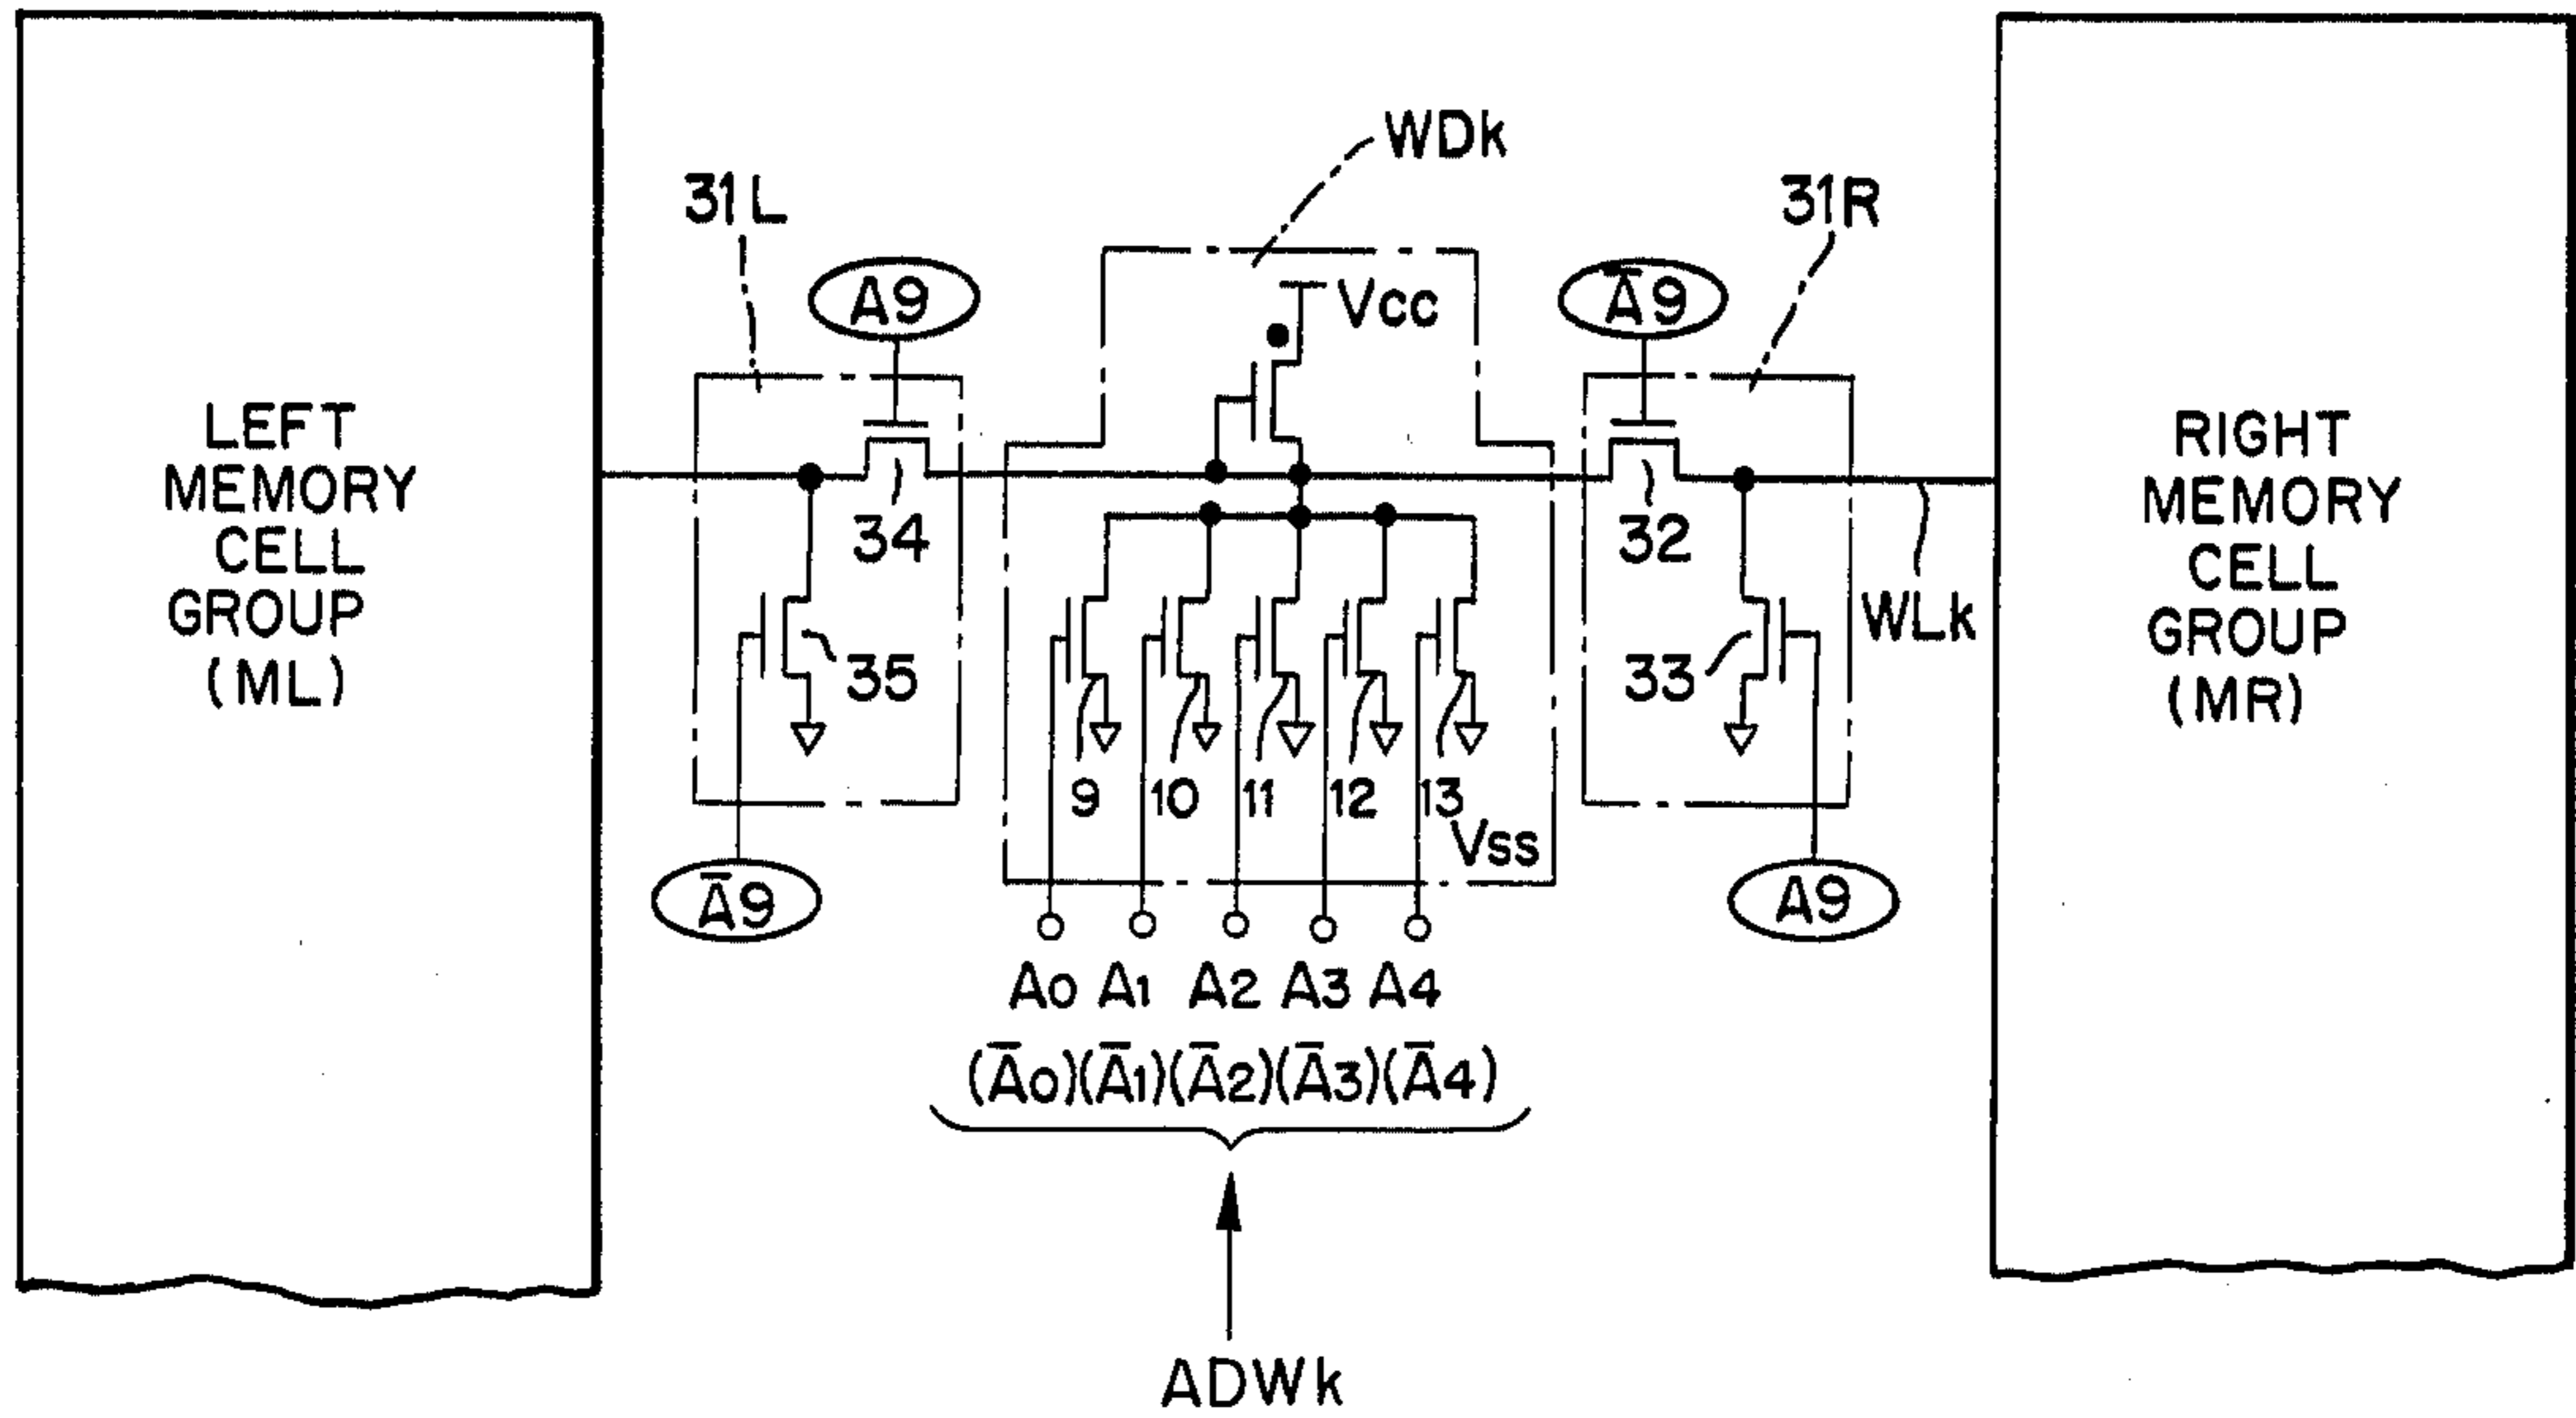 WDk
31L
31R
A9
Vcc
Ā9
LEFT
MEMORY
CELL
GROUP
(ML)
RIGHT
MEMORY
CELL
GROUP
(MR)
34
32
WLk
35
33
9 10 11 12 13
Vss
Ā9
A9
A0 A1 A2 A3 A4
(Ā0)(Ā1)(Ā2)(Ā3)(Ā4)
ADWk